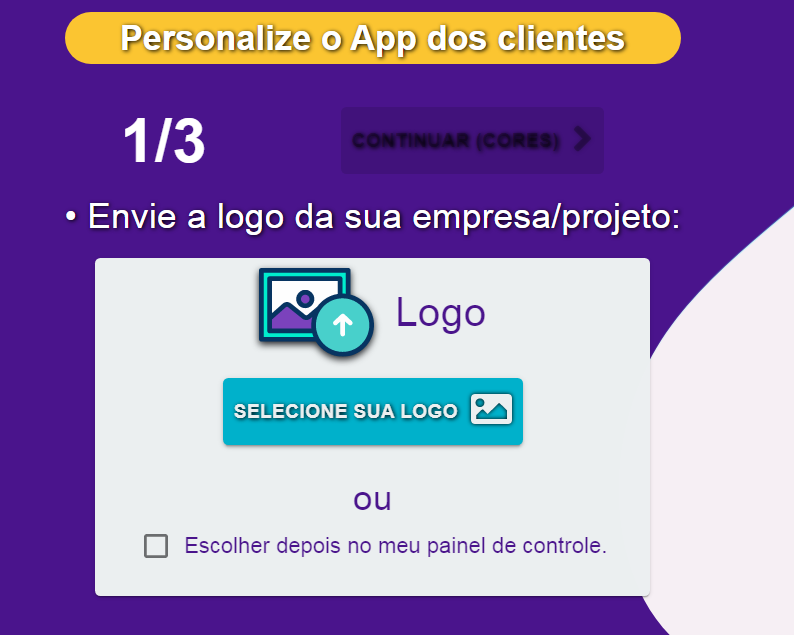 Personalize o App dos clientes
1/3
CONTINUAR (CORES)
• Envie a logo da sua empresa/projeto:
Logo
SELECIONE SUA LOGO
ou
Escolher depois no meu painel de controle.